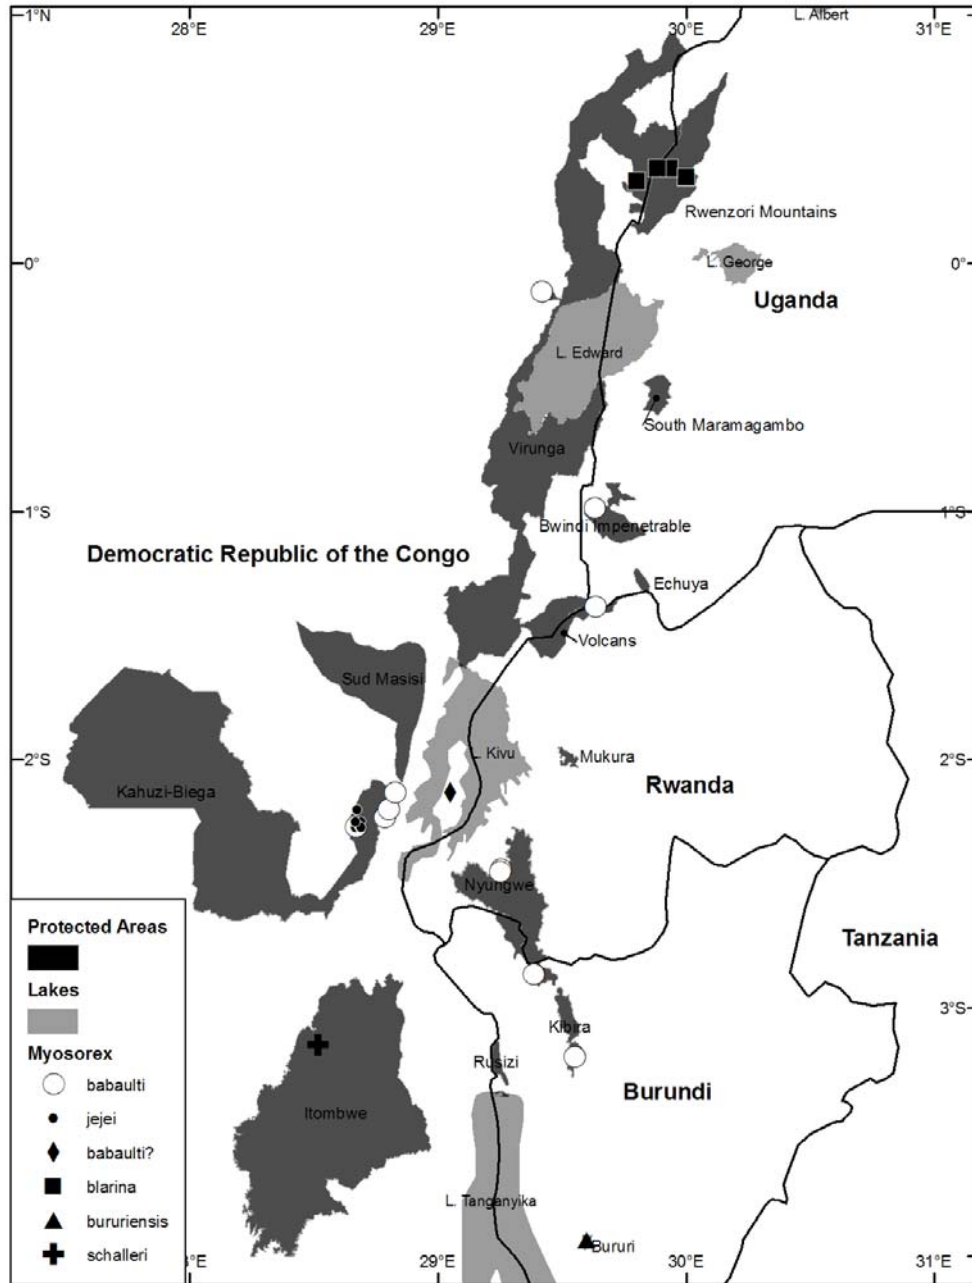 1°N
28°E
29°E
30°E
L. Albert
31°E
Rwenzori Mountains
0°
L. George
0°
Uganda
L. Edward
South Maramagambo
Virunga
1°S
Bwindi Impenetrable
1°S
Democratic Republic of the Congo
Echuya
Volcans
Sud Masisi
2°S
L. Kivu
Mukura
2°S
Kahuzi-Biega
Rwanda
Nyungwe
Protected Areas
Tanzania
Lakes
3°S
Kibira
Myosorex
Rusizi
babaulti
Burundi
jejei
Itombwe
babaulti?
blarina
L. Tanganyika
bururiensis
Bururi
schalleri
28°E
29°E
30°E
31°E